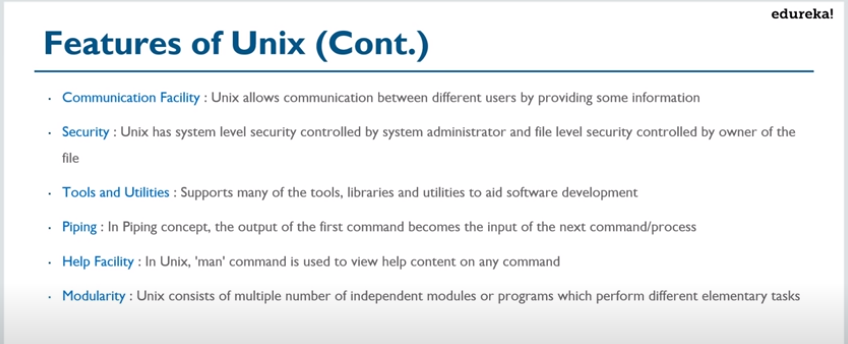 edureka!
Features of Unix (Cont.)
· Communication Facility : Unix allows communication between different users by providing some information
· Security : Unix has system level security controlled by system administrator and file level security controlled by owner of the
file
· Tools and Utilities : Supports many of the tools, libraries and utilities to aid software development
· Piping : In Piping concept, the output of the first command becomes the input of the next command/process
· Help Facility : In Unix, 'man' command is used to view help content on any command
· Modularity : Unix consists of multiple number of independent modules or programs which perform different elementary tasks